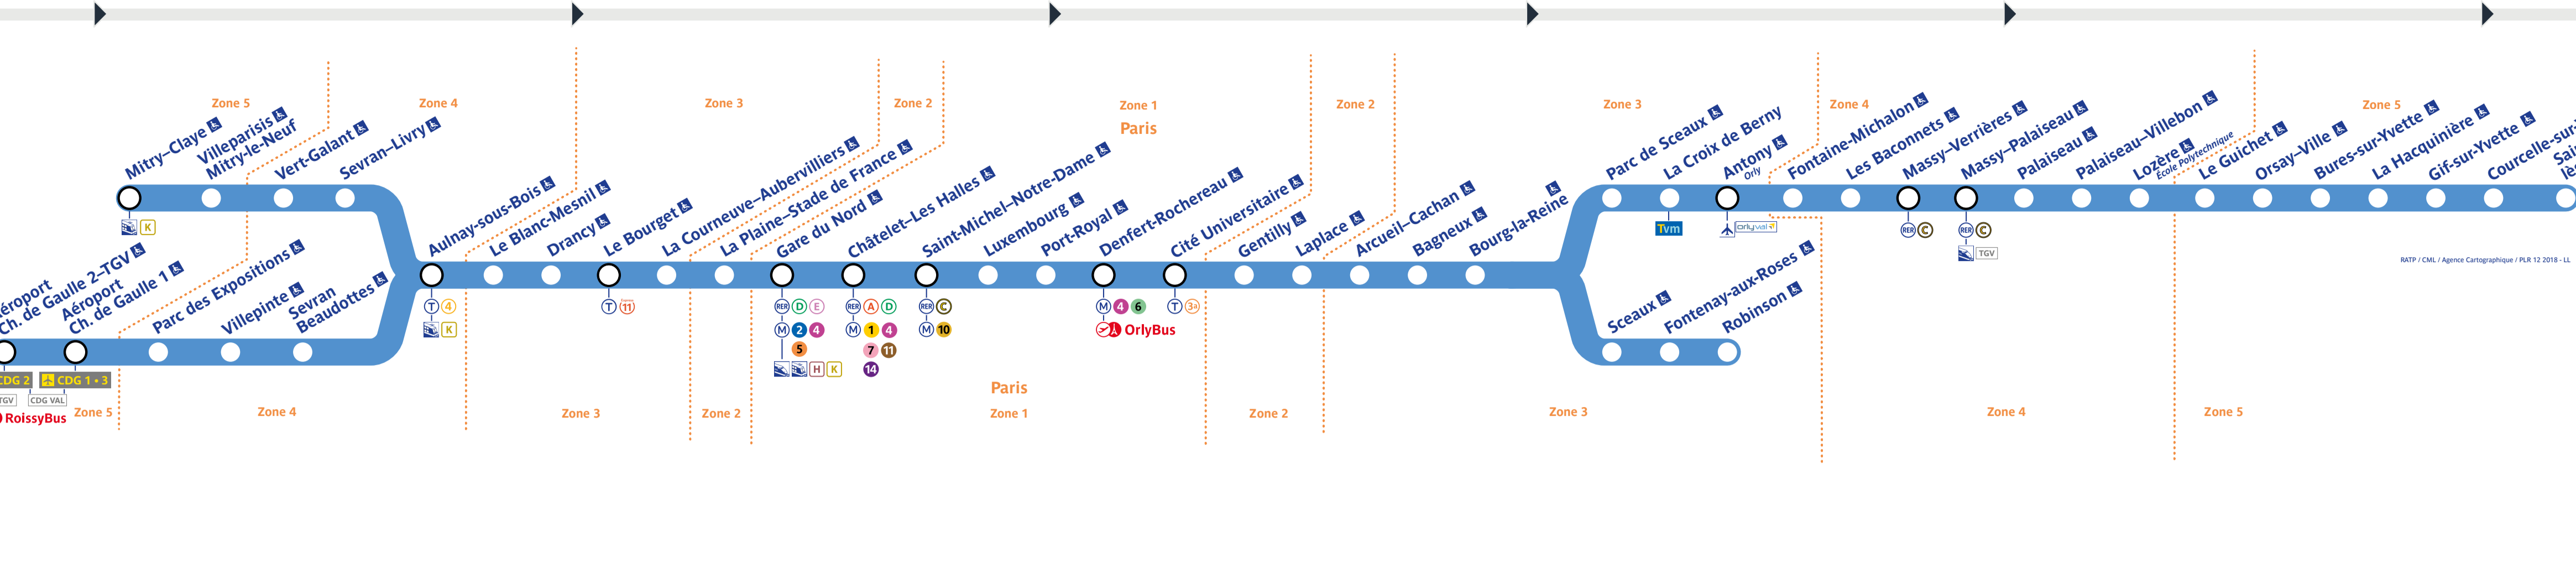 Zone 5
Zone 4
Zone 3
Zone 2
Zone 1
Paris
Zone 2
Zone 3
Zone 4
Zone 5
Mitry–Claye
Villeparisis
Mitry-le-Neuf
Vert-Galant
Sevran–Livry
K
Ch. de Gaulle 2–TGV
Aéroport
Ch. de Gaulle 1
Parc des Expositions
Villepinte
Sevran
Beaudottes
CDG 2
CDG 1 • 3
TGV
CDG VAL
RoissyBus
Aulnay-sous-Bois
T 4
K
Le Blanc-Mesnil
Drancy
Le Bourget
T 11
La Courneuve–Aubervilliers
La Plaine–Stade de France
Gare du Nord
RER D E
M 2 4
5
H K
Châtelet–Les Halles
RER A D
M 1 4
7 11
14
Saint-Michel–Notre-Dame
RER C
M 10
Luxembourg
Port-Royal
Denfert-Rochereau
M 4 6
OrlyBus
Cité Universitaire
T 3a
Gentilly
Laplace
Arcueil–Cachan
Bagneux
Bourg-la-Reine
Parc de Sceaux
La Croix de Berny
Tvm
Antony
Orly
orlyval
Fontaine-Michalon
Les Baconnets
Massy–Verrières
RER C
Massy–Palaiseau
RER C
TGV
Palaiseau
Palaiseau–Villebon
Lozère
École Polytechnique
Le Guichet
Orsay–Ville
Bures-sur-Yvette
La Hacquinière
Gif-sur-Yvette
Courcelle-sur-
Sceaux
Fontenay-aux-Roses
Robinson
RATP / CML / Agence Cartographique / PLR 12 2018 - LL
Zone 5
Zone 4
Zone 3
Zone 2
Paris
Zone 1
Zone 2
Zone 3
Zone 4
Zone 5